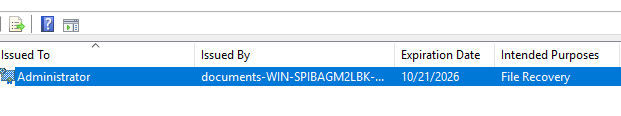 Issued To Issued By Expiration Date Intended Purposes
Administrator documents-WIN-SPIBAGM2LBK-... 10/21/2026 File Recovery